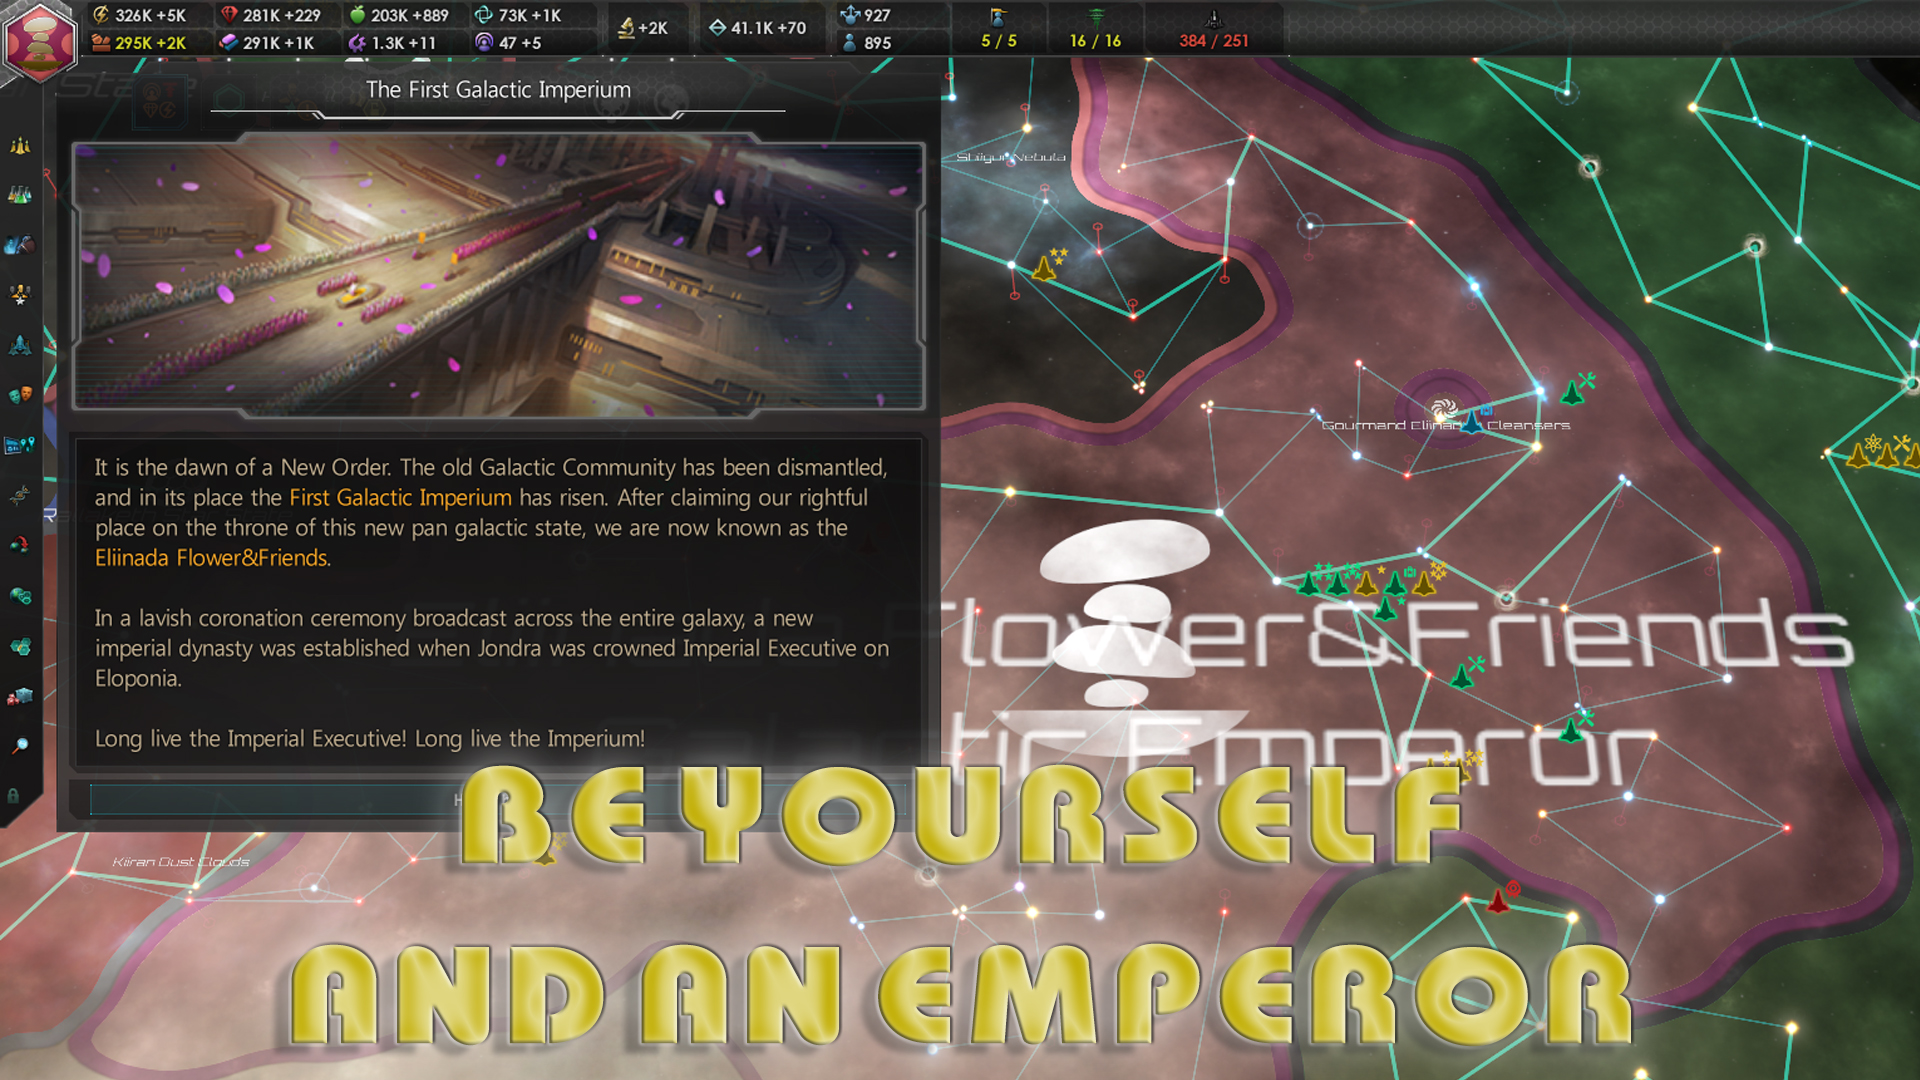 326K +5K 281K +229 203K +889 73K +1K +2K 41.1K +70 927
295K +2K 291K +1K 1.3K +11 47 +5 895 5 / 5 16 / 16 384 / 251
The First Galactic Imperium
Shigur Nebula
It is the dawn of a New Order. The old Galactic Community has been dismantled,
and in its place the First Galactic Imperium has risen. After claiming our rightful
place on the throne of this new pan galactic state, we are now known as the
Eliinada Flower&Friends.
In a lavish coronation ceremony broadcast across the entire galaxy, a new
imperial dynasty was established when Jondra was crowned Imperial Executive on
Eloponia.
Long live the Imperial Executive! Long live the Imperium!
Gourmand Cleansers
Flower&Friends
Emperor
BE YOURSELF
Kiiran Dust Clouds
AND AN EMPEROR